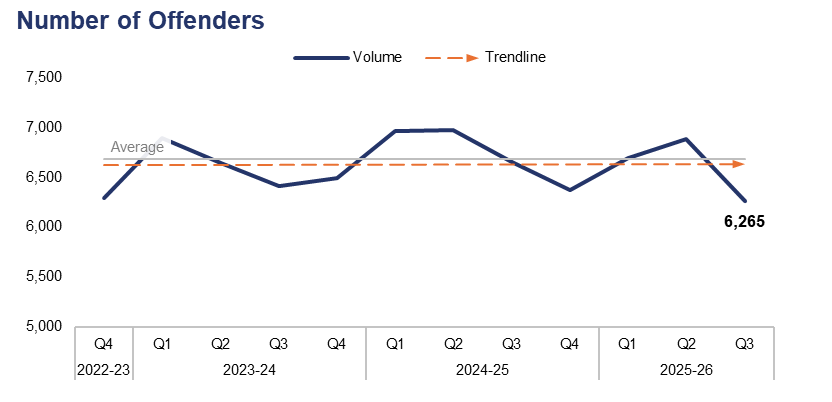 Number of Offenders
Volume Trendline
7,500
7,000
Average
6,500
6,000
6,265
5,500
5,000
Q4 Q1 Q2 Q3 Q4 Q1 Q2 Q3 Q4 Q1 Q2 Q3
2022-23 2023-24 2024-25 2025-26